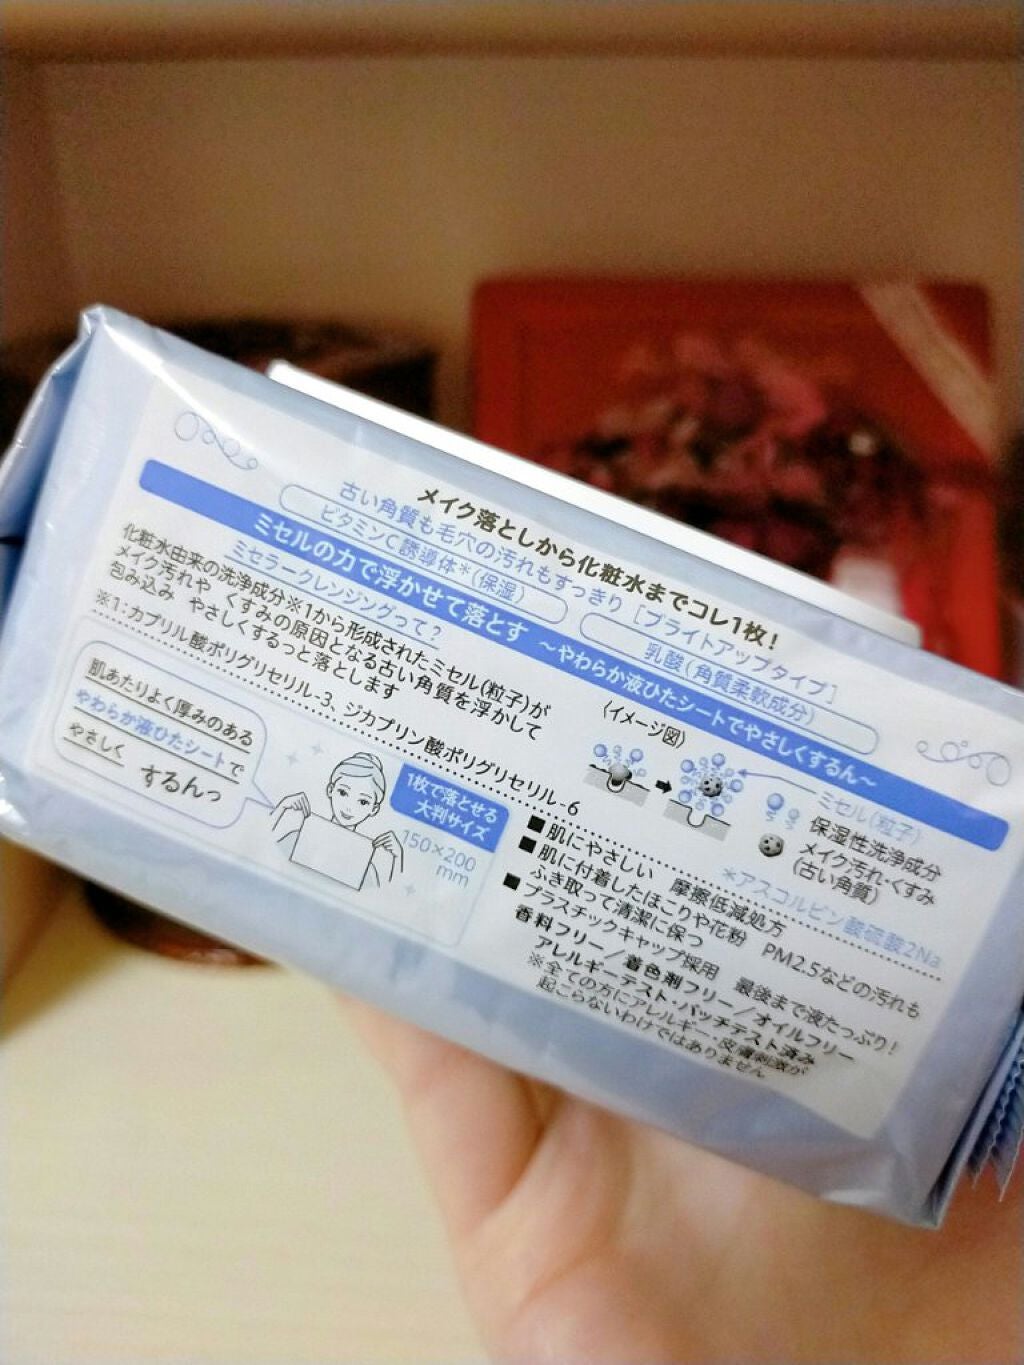 メイク落としから化粧水までコレ1枚!
古い角質も毛穴の汚れもすっきり[ブライトアップタイプ]
ビタミンC誘導体*(保湿)
乳酸(角質柔軟成分)
ミセルの力で浮かせて落とす ～やわらか液ひたシートでやさしくするん～
ミセラークレンジングって?
化粧水由来の洗浄成分※1から形成されたミセル(粒子)が
メイク汚れや くすみの原因となる古い角質を浮かして
包み込み やさしくするっと落とします
※1:カプリル酸ポリグリセリル-3、ジカプリン酸ポリグリセリル-6
〈イメージ図〉
ミセル(粒子)
保湿性洗浄成分
メイク汚れ・くすみ
(古い角質)
*アスコルビン酸硫酸2Na
肌あたりよく厚みのある
やわらか液ひたシートで
やさしく するんっ
1枚で落とせる
大判サイズ
150×200
mm
■肌にやさしい 摩擦低減処方
■肌に付着したほこりや花粉 PM2.5などの汚れも
ふき取って清潔に保つ
■プラスチックキャップ採用 最後まで液たっぷり!
香料フリー/着色剤フリー/オイルフリー
アレルギーテスト・パッチテスト済み
※全ての方にアレルギー・皮膚刺激が
起こらないわけではありません